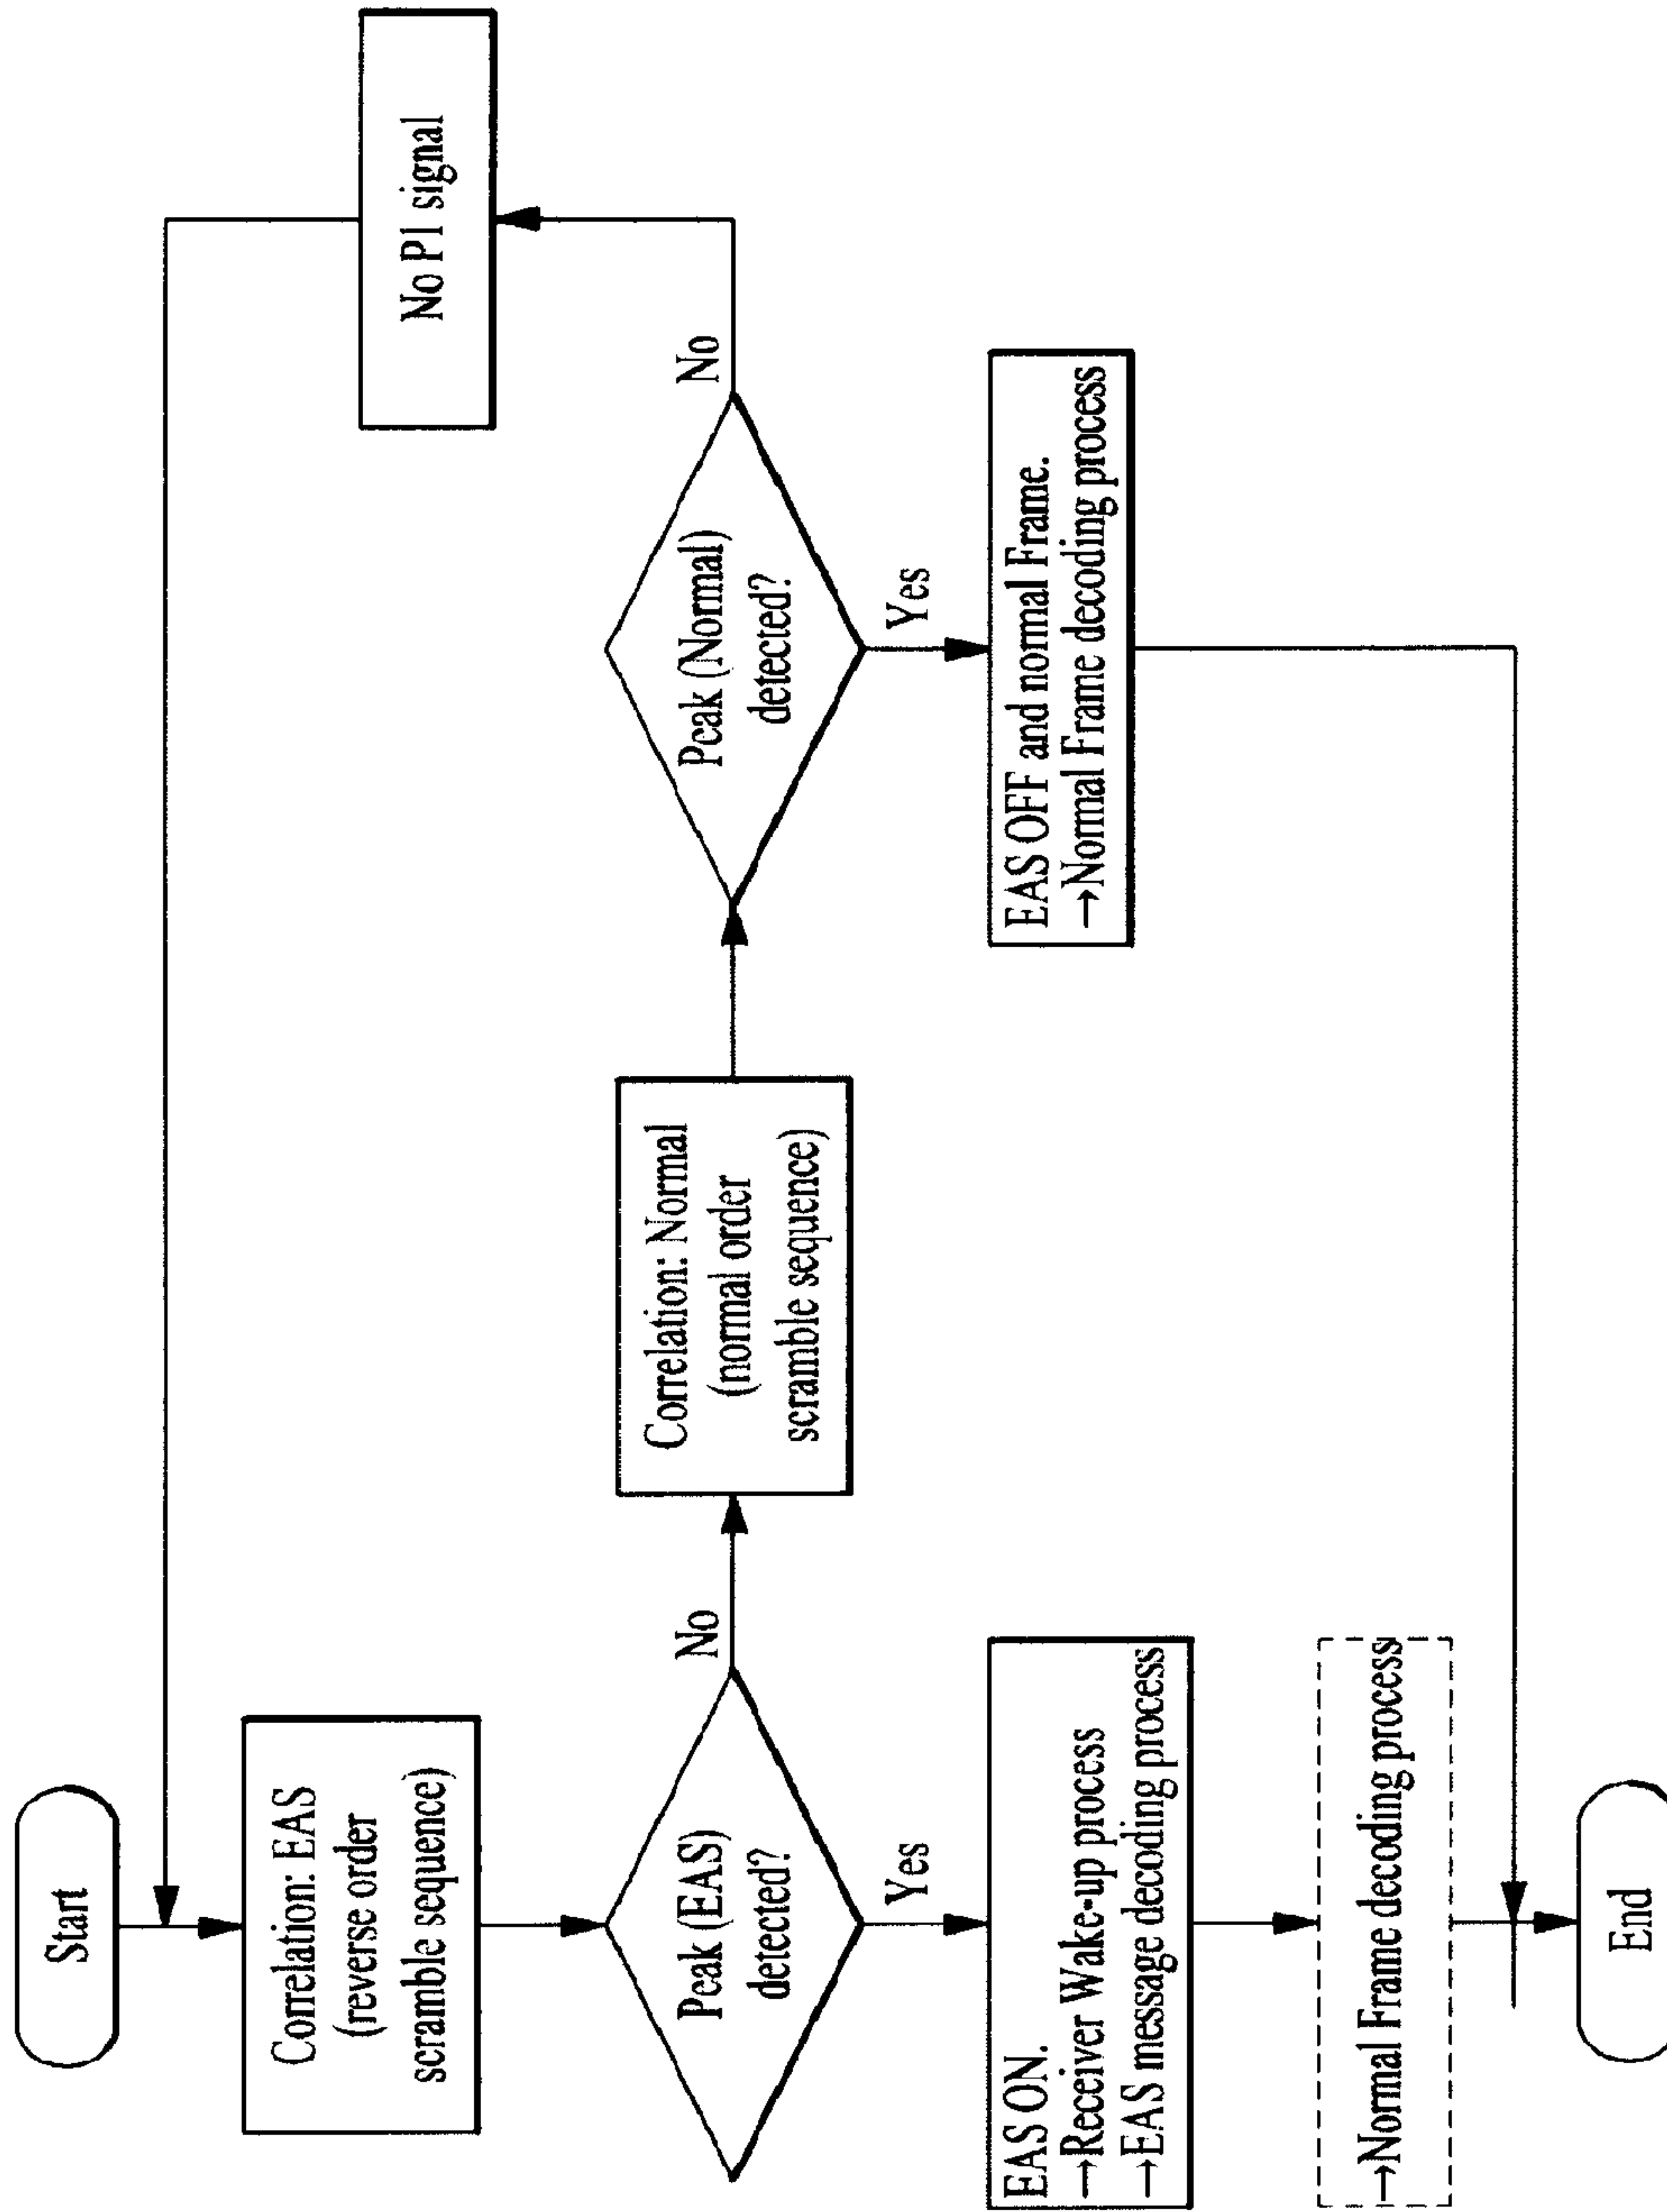 Start
Correlation: EAS
(reverse order
scramble sequence)
Peak (EAS)
detected?
No
Yes
EAS ON.
→Receiver Wake-up process
→EAS message decoding process
→Normal Frame decoding process
End
Correlation: Normal
(normal order
scramble sequence)
Peak (Normal)
detected?
No
Yes
No P1 signal
EAS OFF and normal Frame.
→Normal Frame decoding process